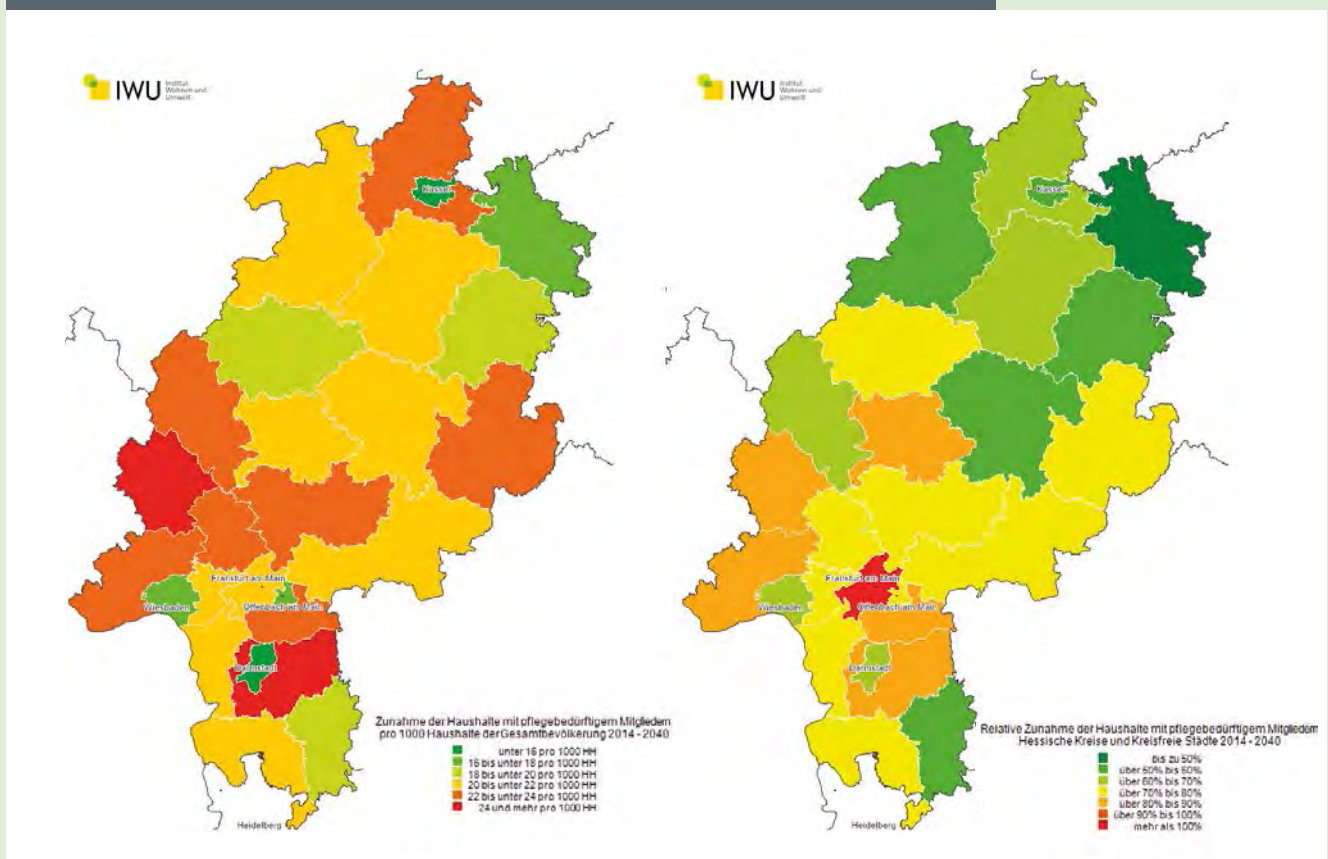 IWU
Institut
Wohnen und
Umwelt
Kassel
Frankfurt am Main
Wiesbaden
Offenbach am Main
Darmstadt
Heidelberg
Zunahme der Haushalte mit pflegebedürftigem Mitgliedern
pro 1000 Haushalte der Gesamtbevölkerung 2014 - 2040
unter 16 pro 1000 HH
16 bis unter 18 pro 1000 HH
18 bis unter 20 pro 1000 HH
20 bis unter 22 pro 1000 HH
22 bis unter 24 pro 1000 HH
24 und mehr pro 1000 HH
IWU
Institut
Wohnen und
Umwelt
Kassel
Frankfurt am Main
Wiesbaden
Offenbach am Main
Darmstadt
Heidelberg
Relative Zunahme der Haushalte mit pflegebedürftigem Mitgliedern
Hessische Kreise und Kreisfreie Städte 2014 - 2040
bis zu 50%
über 50% bis 60%
über 60% bis 70%
über 70% bis 80%
über 80% bis 90%
über 90% bis 100%
mehr als 100%